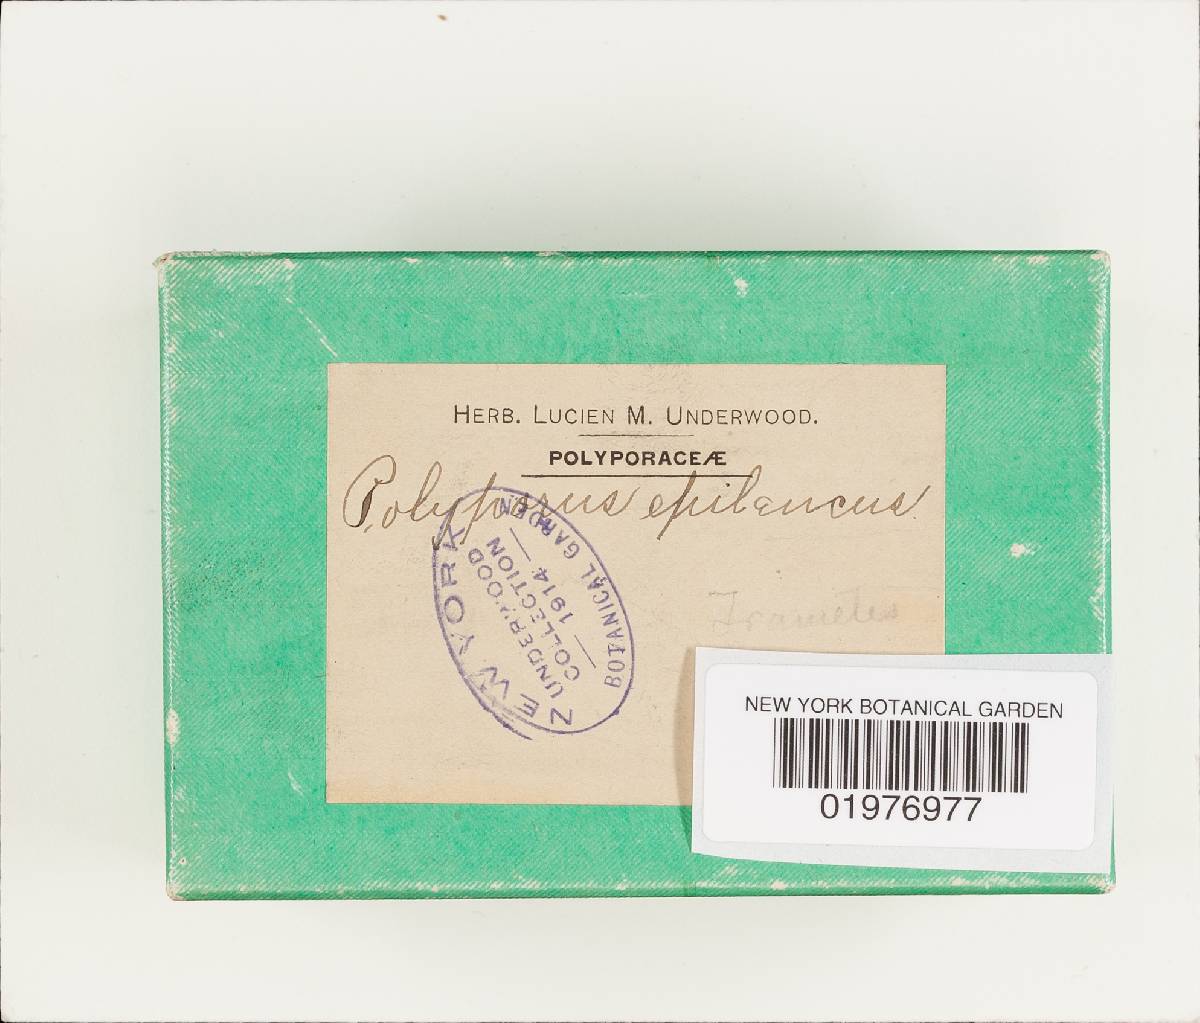 HERB. LUCIEN M. UNDERWOOD.
POLYPORACEÆ
Polyporus epileucus
NEW YORK BOTANICAL GARDEN
UNDERWOOD
COLLECTION
— 1914 —
Trametes
NEW YORK BOTANICAL GARDEN
01976977